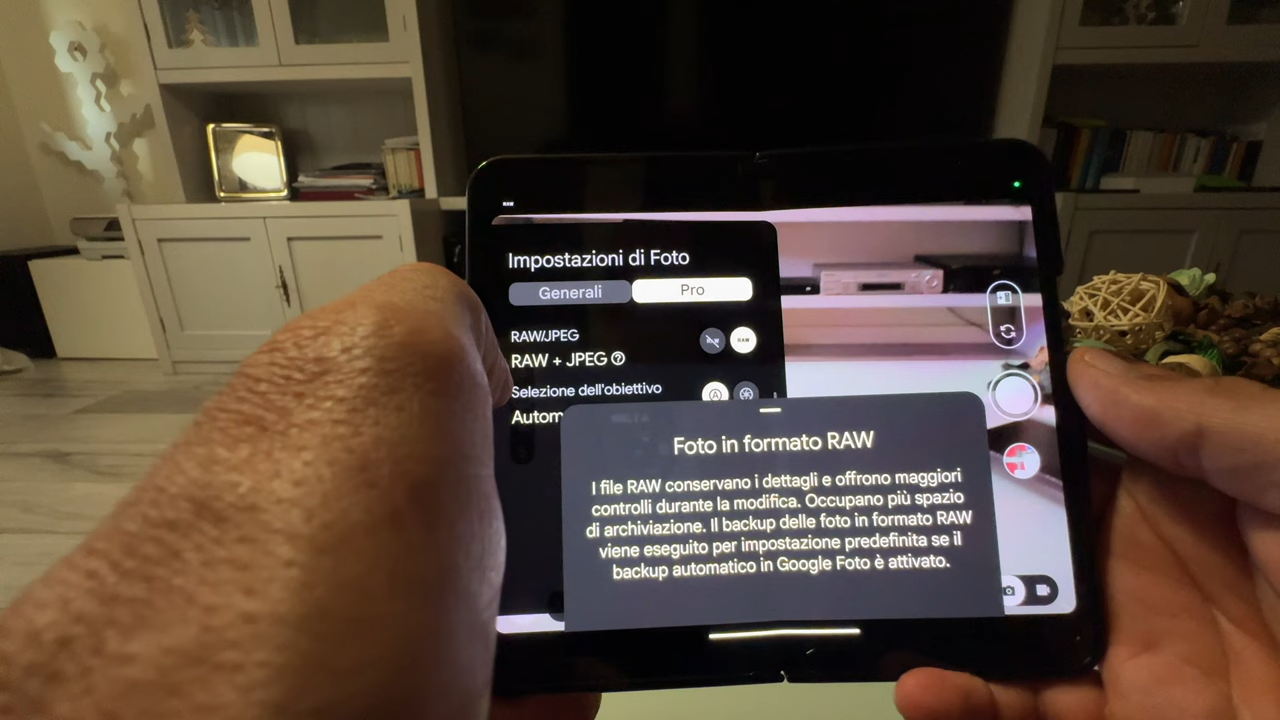 RAW
Impostazioni di Foto
Generali
Pro
RAW/JPEG
RAW
RAW + JPEG
Selezione dell'obiettivo
A
Autom
Foto in formato RAW
I file RAW conservano i dettagli e offrono maggiori
controlli durante la modifica. Occupano più spazio
di archiviazione. Il backup delle foto in formato RAW
viene eseguito per impostazione predefinita se il
backup automatico in Google Foto è attivato.